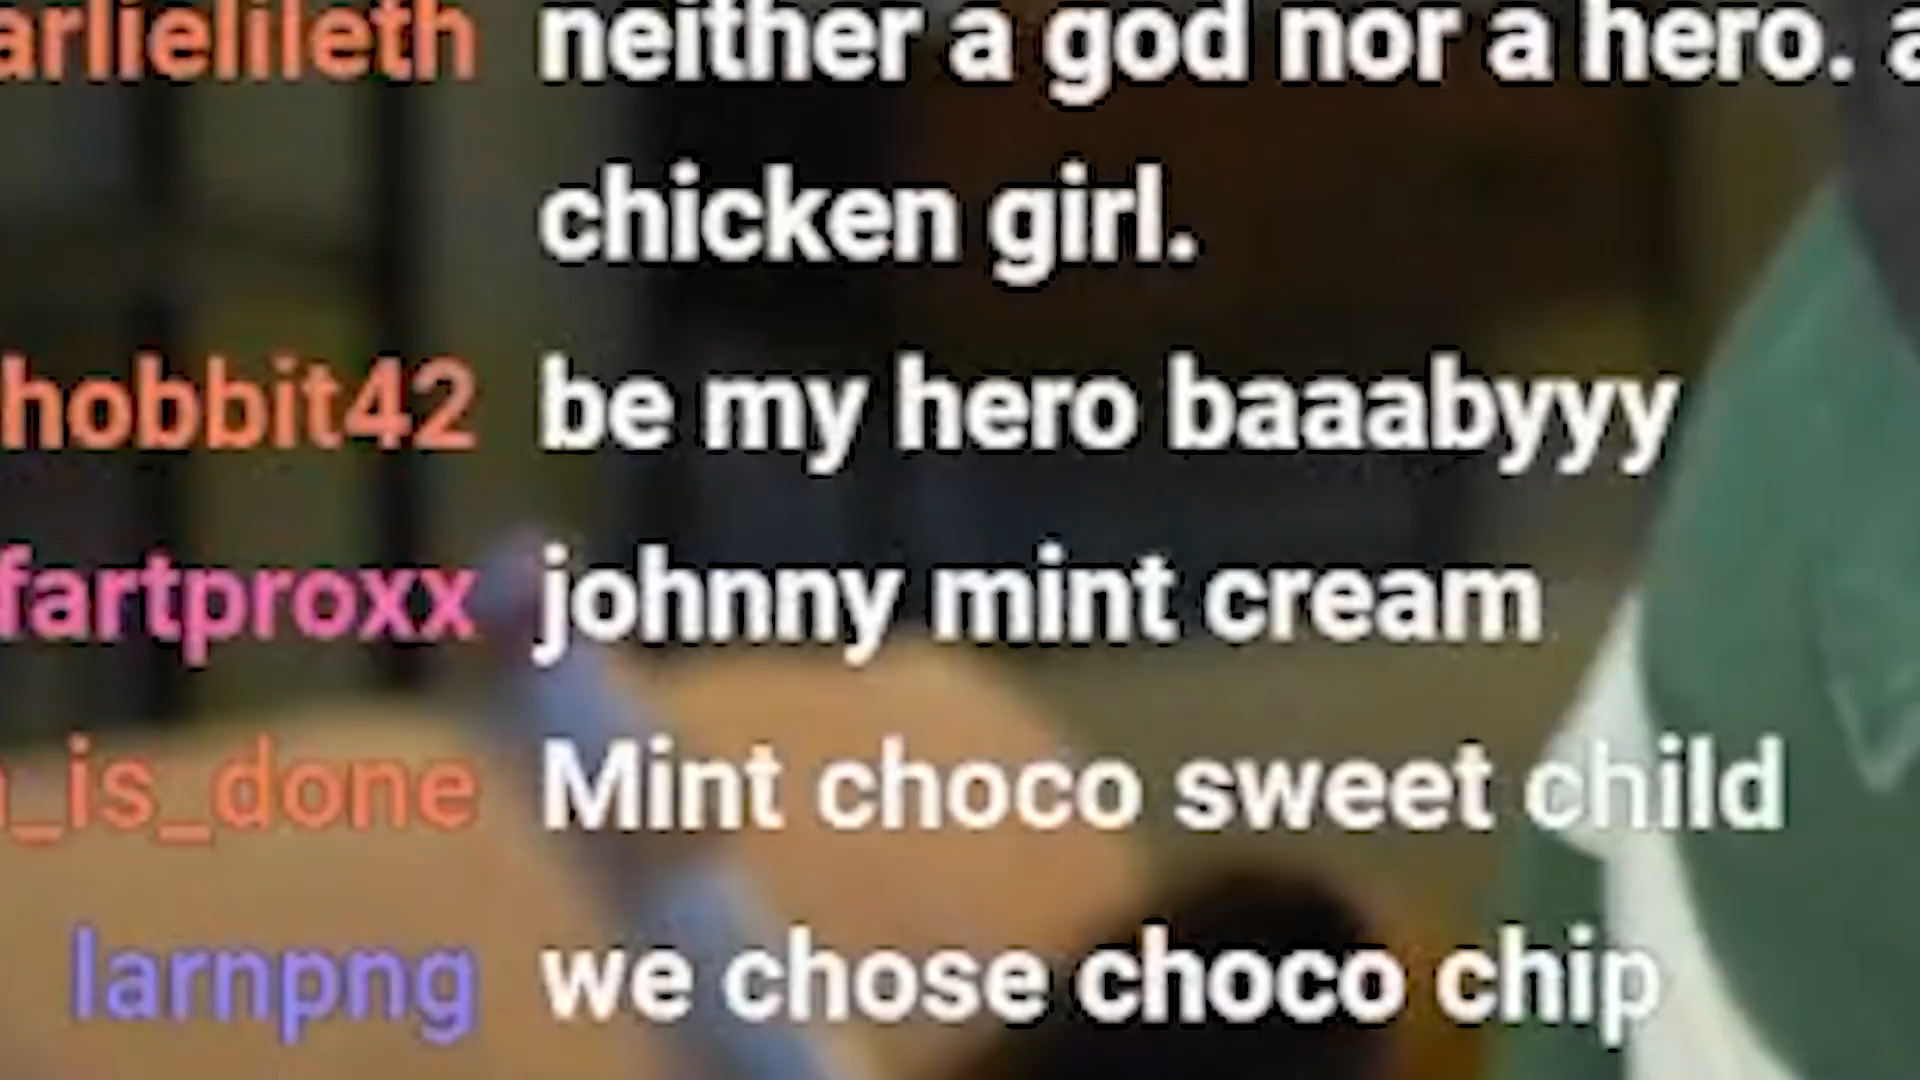 arlielileth neither a god nor a hero. a
chicken girl.
hobbit42 be my hero baaabyyy
fartproxx johnny mint cream
_is_done Mint choco sweet child
larnpng we chose choco chip